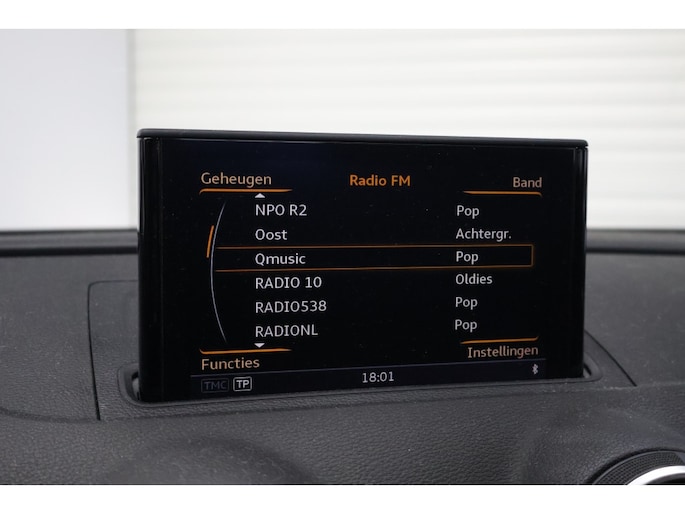 Geheugen Radio FM Band
NPO R2 Pop
Oost Achtergr.
Qmusic Pop
RADIO 10 Oldies
RADIO538 Pop
RADIONL Pop
Functies Instellingen
TMC TP 18:01